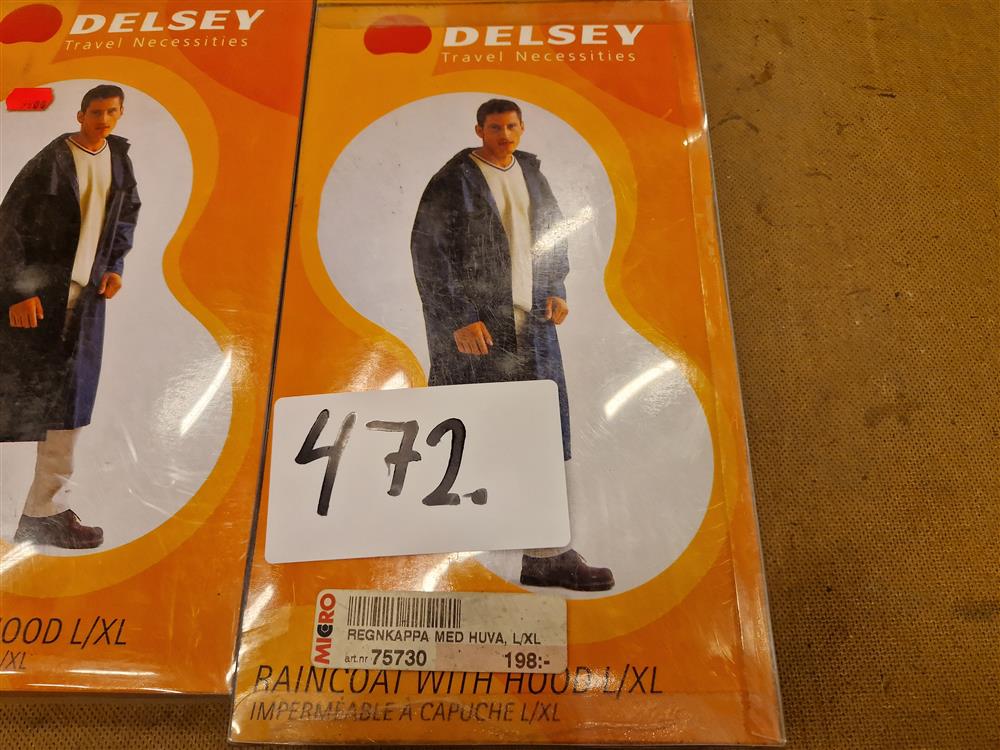 DELSEY
Travel Necessities
OOD L/XL
/XL
DELSEY
Travel Necessities
472.
MICRO
REGNKAPPA MED HUVA, L/XL
art.nr 75730 198:-
RAINCOAT WITH HOOD L/XL
IMPERMÉABLE À CAPUCHE L/XL